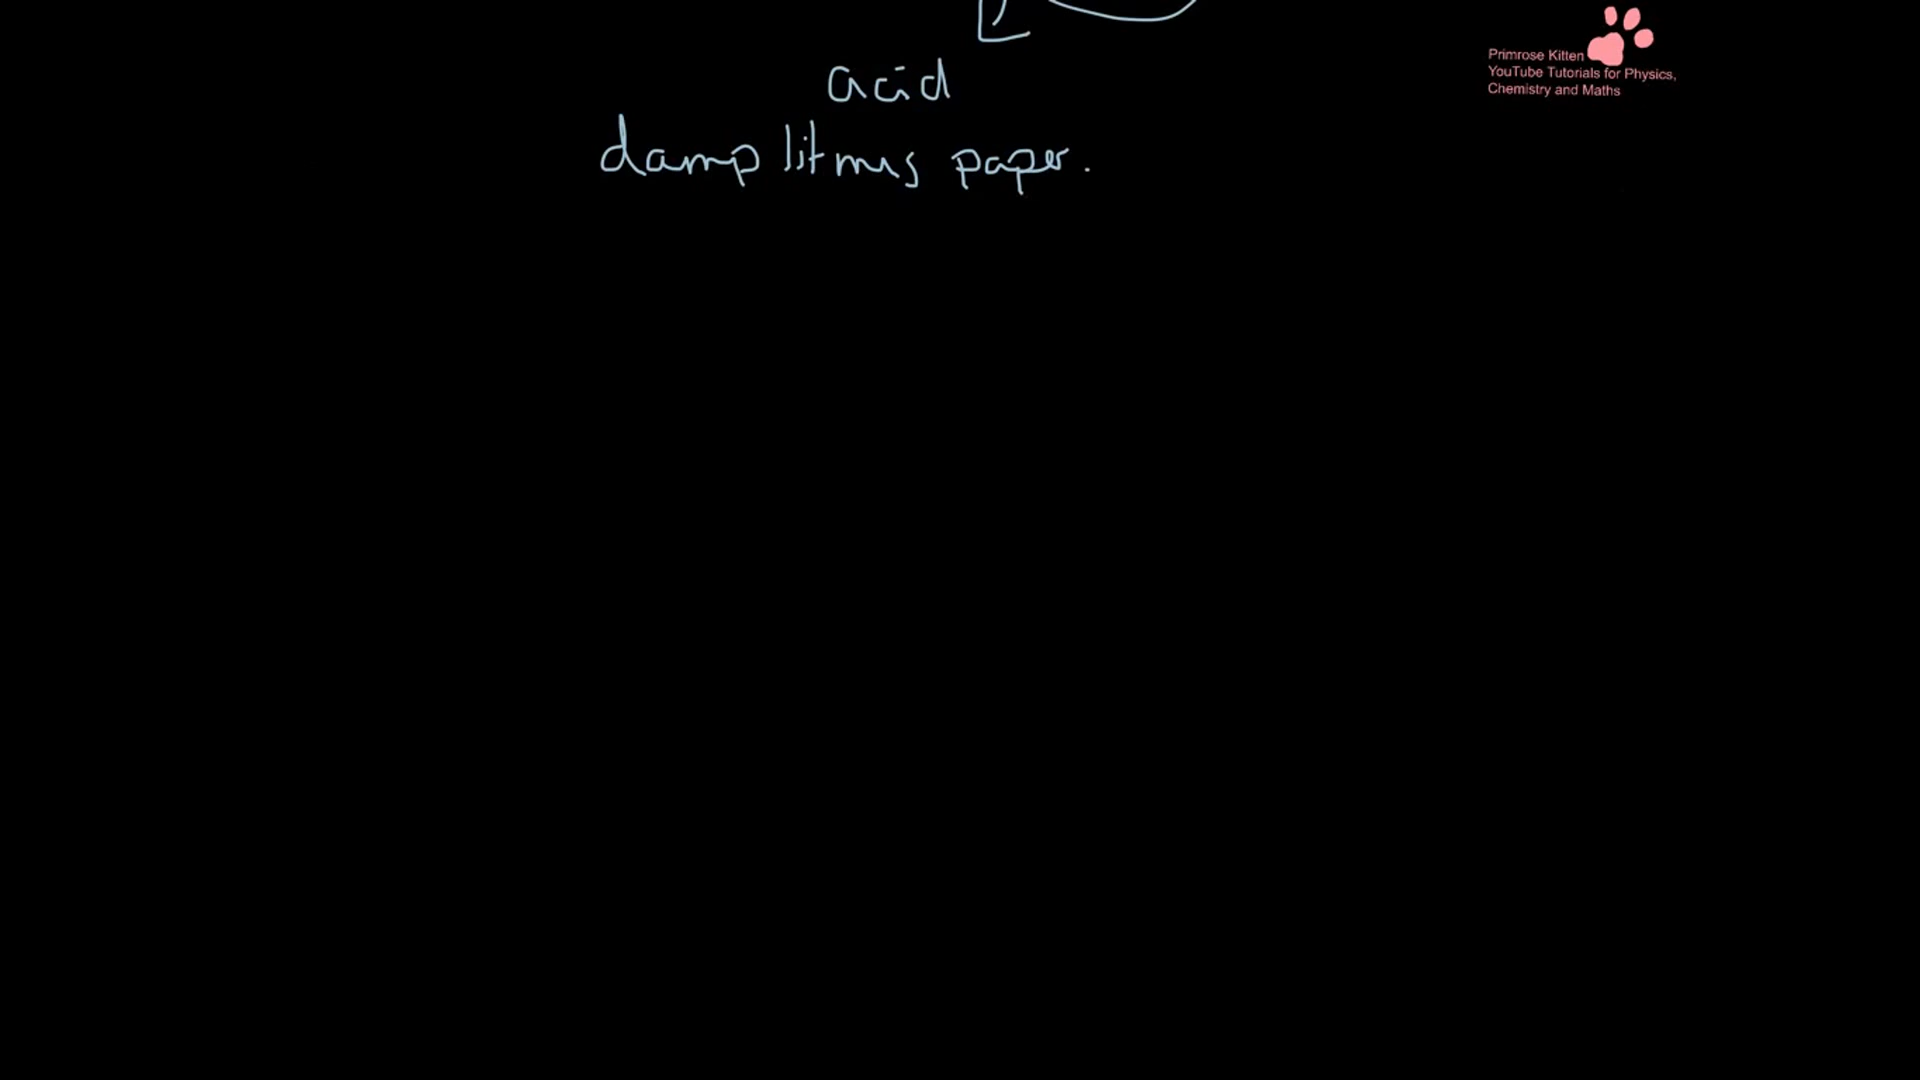 acid
damp litmus paper.
Primrose Kitten
YouTube Tutorials for Physics,
Chemistry and Maths